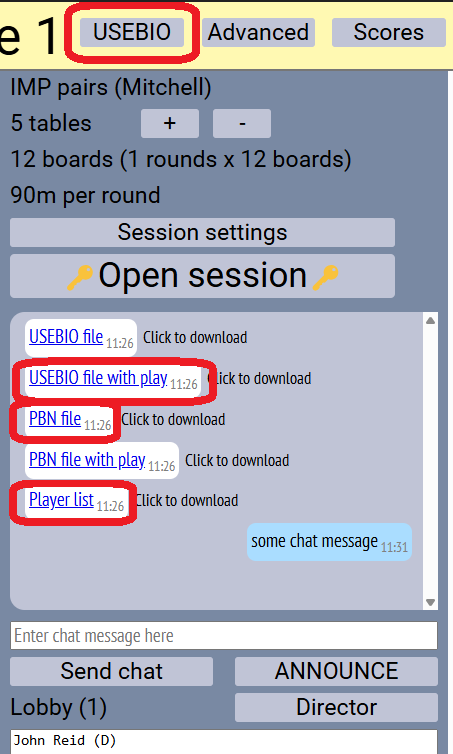 e 1 USEBIO Advanced Scores
IMP pairs (Mitchell)
5 tables + -
12 boards (1 rounds x 12 boards)
90m per round
Session settings
🔑Open session🔑
USEBIO file 11:26 Click to download
USEBIO file with play 11:26 Click to download
PBN file 11:26 Click to download
PBN file with play 11:26 Click to download
Player list 11:26 Click to download
some chat message 11:31
Enter chat message here
Send chat ANNOUNCE
Lobby (1) Director
John Reid (D)